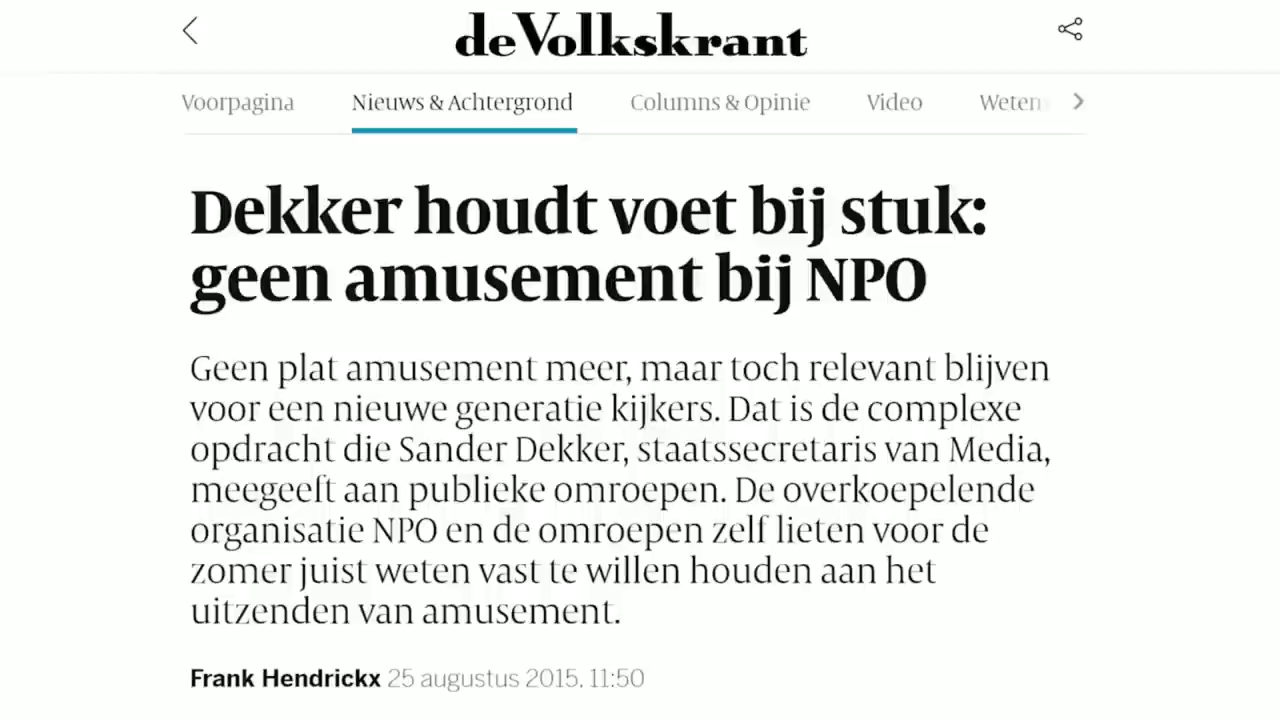 de Volkskrant
Voorpagina Nieuws & Achtergrond Columns & Opinie Video Weten
Dekker houdt voet bij stuk:
geen amusement bij NPO
Geen plat amusement meer, maar toch relevant blijven
voor een nieuwe generatie kijkers. Dat is de complexe
opdracht die Sander Dekker, staatssecretaris van Media,
meegeeft aan publieke omroepen. De overkoepelende
organisatie NPO en de omroepen zelf lieten voor de
zomer juist weten vast te willen houden aan het
uitzenden van amusement.
Frank Hendrickx 25 augustus 2015, 11:50